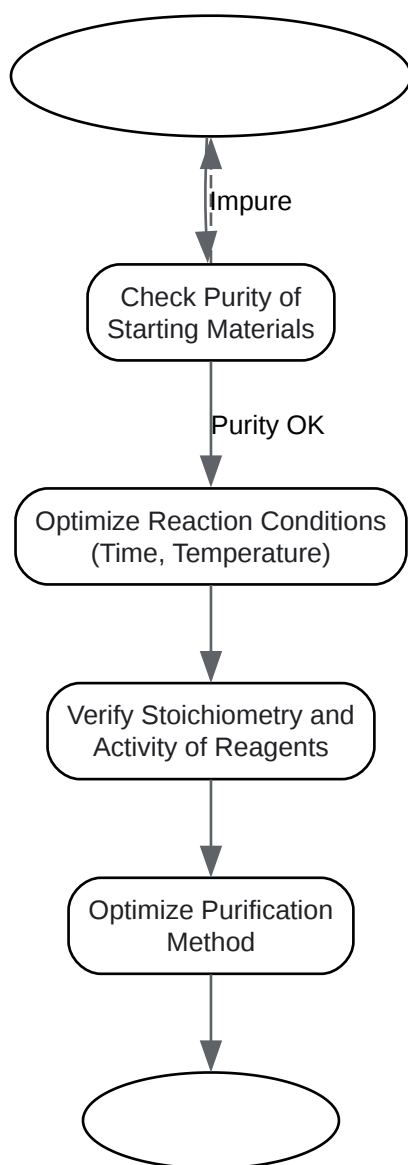 Impure
Check Purity of
Starting Materials
Purity OK
Optimize Reaction Conditions
(Time, Temperature)
Verify Stoichiometry and
Activity of Reagents
Optimize Purification
Method